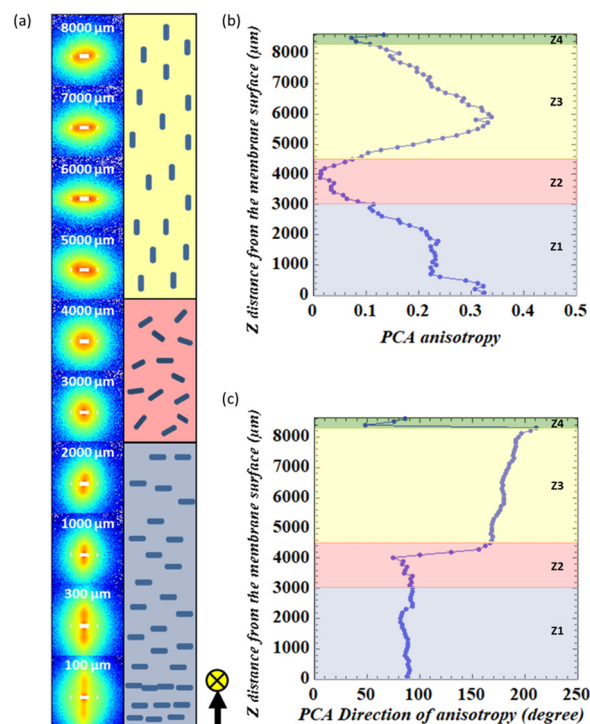 (a)
8000 µm
7000 µm
6000 µm
5000 µm
4000 µm
3000 µm
2000 µm
1000 µm
300 µm
100 µm
(b)
Z distance from the membrane surface (µm)
8000
7000
6000
5000
4000
3000
2000
1000
0
Z4
Z3
Z2
Z1
0 0.1 0.2 0.3 0.4 0.5
PCA anisotropy
(c)
Z distance from the membrane surface (µm)
8000
7000
6000
5000
4000
3000
2000
1000
0
Z4
Z3
Z2
Z1
0 50 100 150 200 250
PCA Direction of anisotropy (degree)